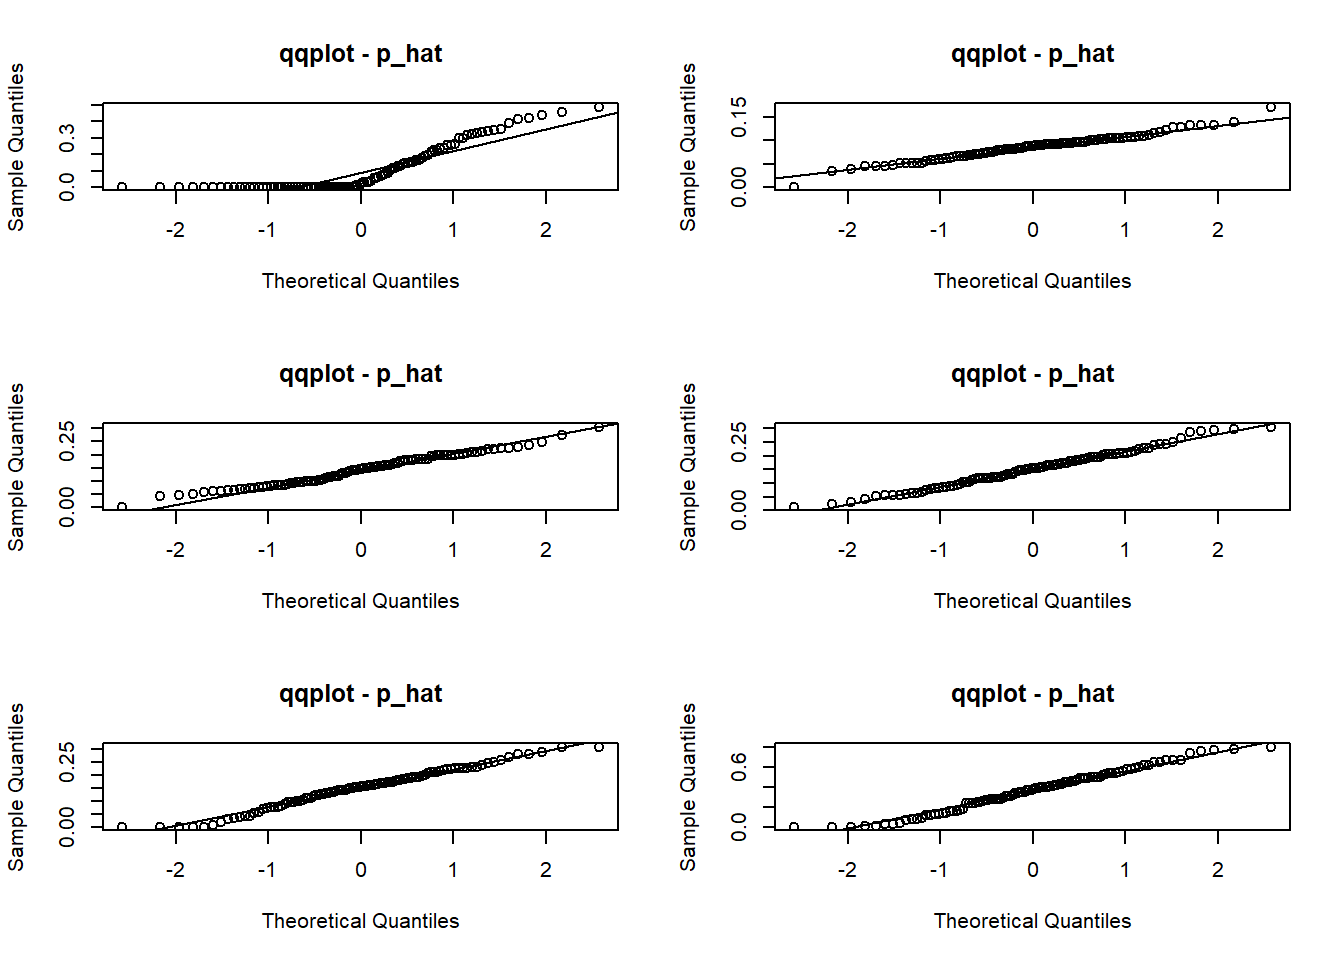 qqplot - p_hat
Sample Quantiles
0.0 0.3
-2 -1 0 1 2
Theoretical Quantiles
qqplot - p_hat
Sample Quantiles
0.00 0.15
-2 -1 0 1 2
Theoretical Quantiles
qqplot - p_hat
Sample Quantiles
0.00 0.25
-2 -1 0 1 2
Theoretical Quantiles
qqplot - p_hat
Sample Quantiles
0.00 0.25
-2 -1 0 1 2
Theoretical Quantiles
qqplot - p_hat
Sample Quantiles
0.00 0.25
-2 -1 0 1 2
Theoretical Quantiles
qqplot - p_hat
Sample Quantiles
0.0 0.6
-2 -1 0 1 2
Theoretical Quantiles